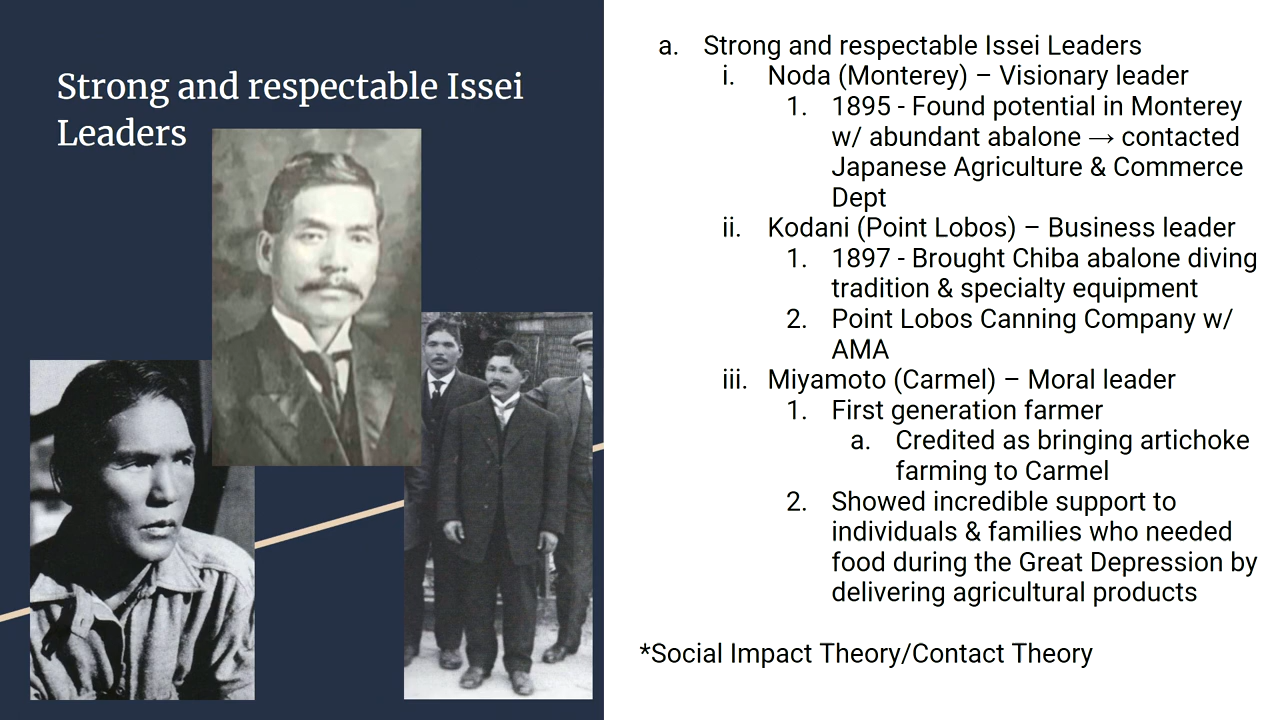 Strong and respectable Issei
Leaders
a. Strong and respectable Issei Leaders
i. Noda (Monterey) – Visionary leader
1. 1895 - Found potential in Monterey
w/ abundant abalone → contacted
Japanese Agriculture & Commerce
Dept
ii. Kodani (Point Lobos) – Business leader
1. 1897 - Brought Chiba abalone diving
tradition & specialty equipment
2. Point Lobos Canning Company w/
AMA
iii. Miyamoto (Carmel) – Moral leader
1. First generation farmer
a. Credited as bringing artichoke
farming to Carmel
2. Showed incredible support to
individuals & families who needed
food during the Great Depression by
delivering agricultural products
*Social Impact Theory/Contact Theory